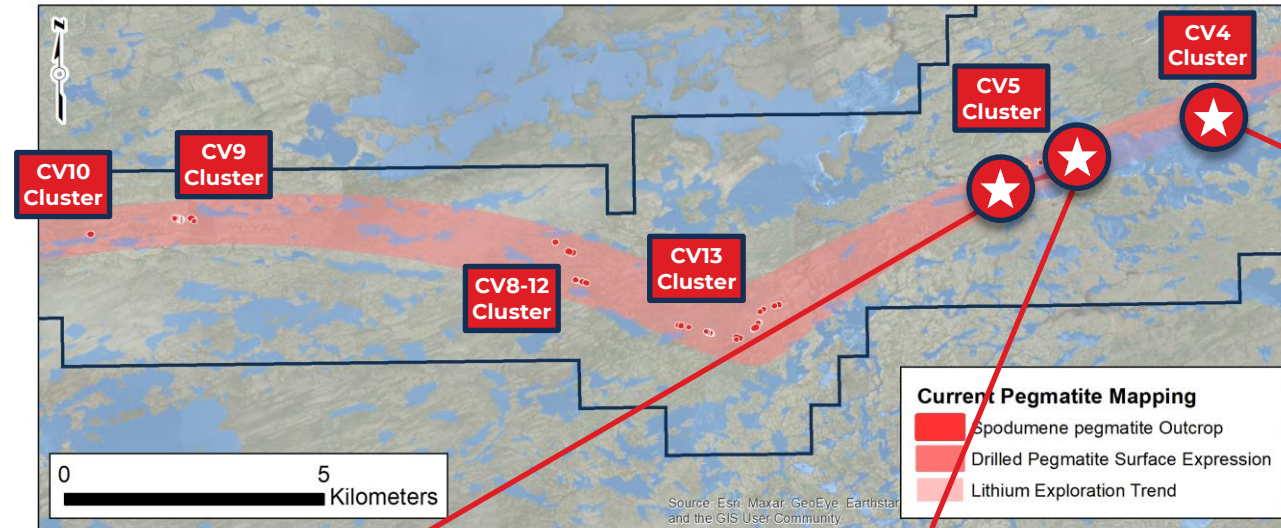 N
CV4
Cluster
CV5
Cluster
CV9
Cluster
CV10
Cluster
CV13
Cluster
CV8-12
Cluster
Current Pegmatite Mapping
Spodumene pegmatite Outcrop
Drilled Pegmatite Surface Expression
Lithium Exploration Trend
0 5
Kilometers
Source: Esri, Maxar, GeoEye, Earthstar
and the GIS User Community